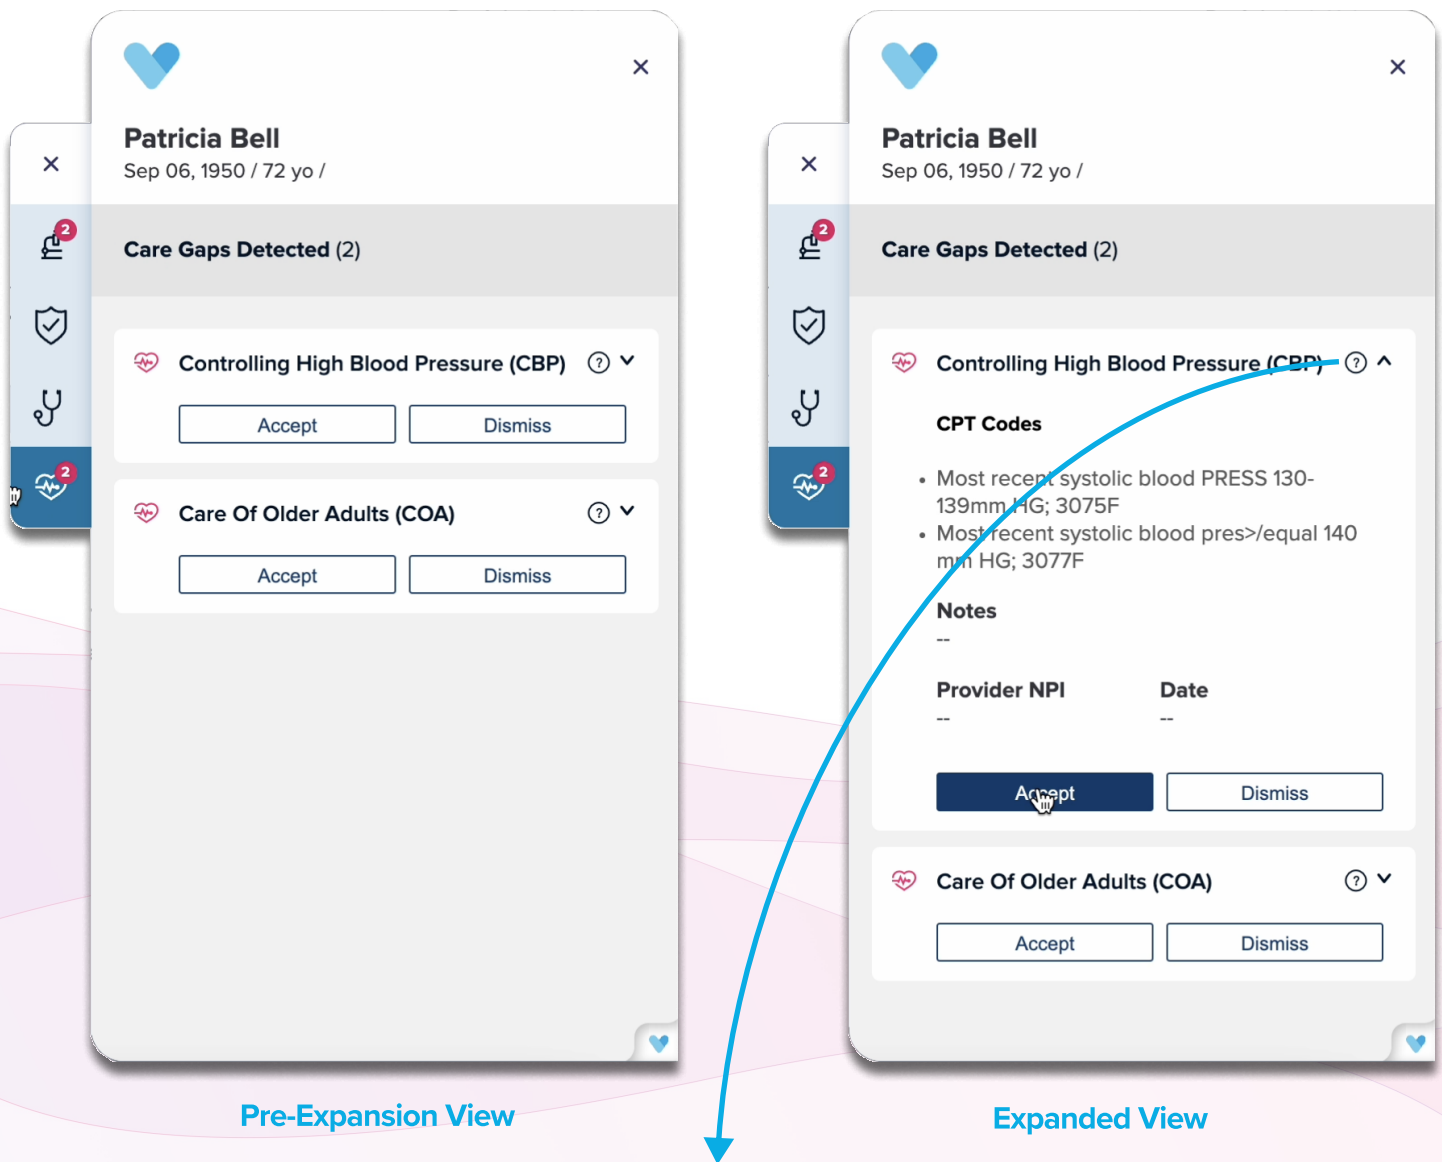 Patricia Bell
Sep 06, 1950 / 72 yo /
2
Care Gaps Detected (2)
Controlling High Blood Pressure (CBP) ?
Accept Dismiss
2
Care Of Older Adults (COA) ?
Accept Dismiss
Pre-Expansion View
Patricia Bell
Sep 06, 1950 / 72 yo /
2
Care Gaps Detected (2)
Controlling High Blood Pressure (CBP) ?
CPT Codes
• Most recent systolic blood PRESS 130-
139mm HG; 3075F
2
• Most recent systolic blood pres>/equal 140
mm HG; 3077F
Notes
--
Provider NPI Date
-- --
Accept Dismiss
Care Of Older Adults (COA) ?
Accept Dismiss
Expanded View